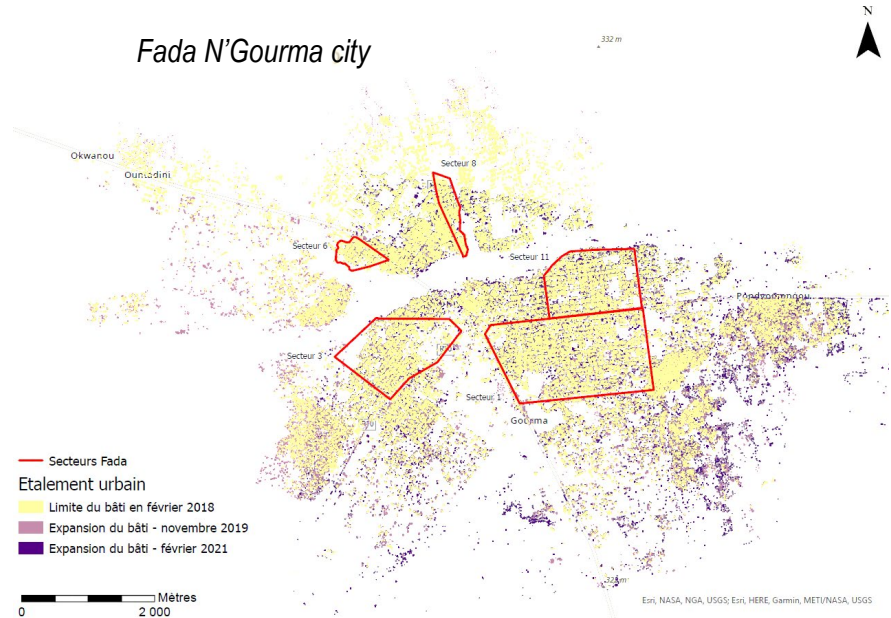 Fada N'Gourma city
N
332 m
Okwanou
Ountadini
Secteur 8
Secteur 6
Secteur 11
Secteur 3
Secteur 1
Gourma
Secteurs Fada
Etalement urbain
Limite du bâti en février 2018
Expansion du bâti - novembre 2019
Expansion du bâti - février 2021
Mètres
0
2 000
Esri, NASA, NGA, USGS; Esri, HERE, Garmin, METI/NASA, USGS